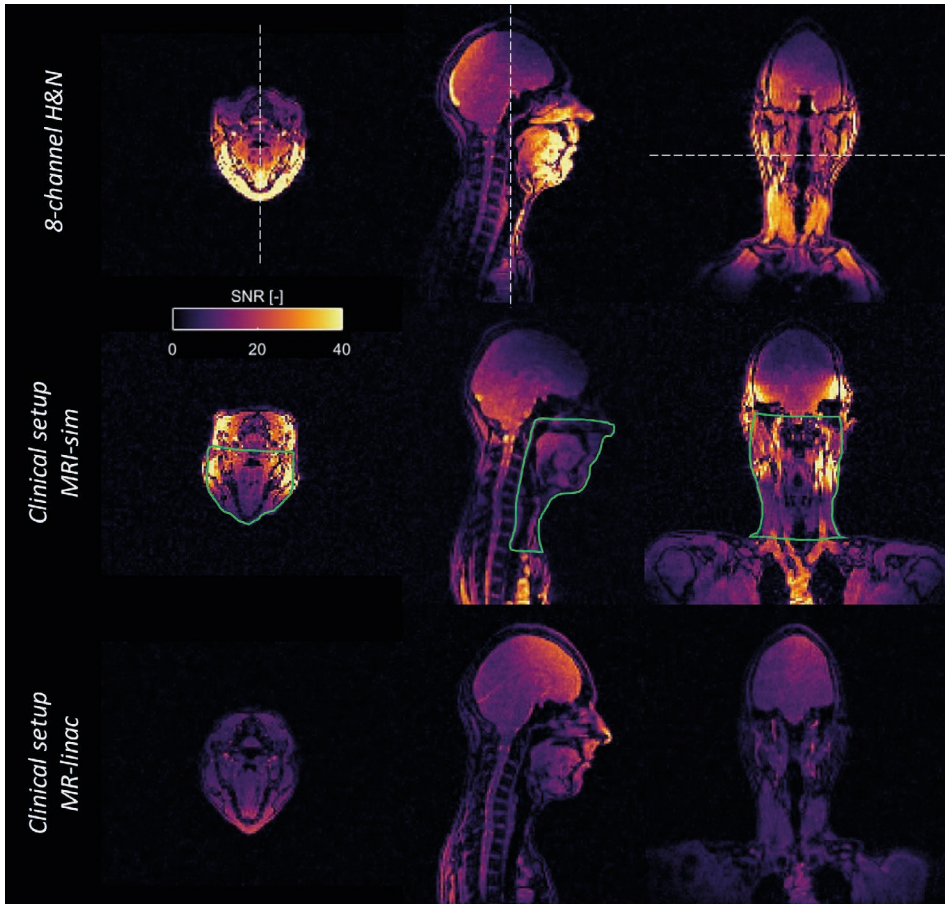 8-channel H&N
SNR [-]
0 20 40
Clinical setup
MRI-sim
Clinical setup
MR-linac